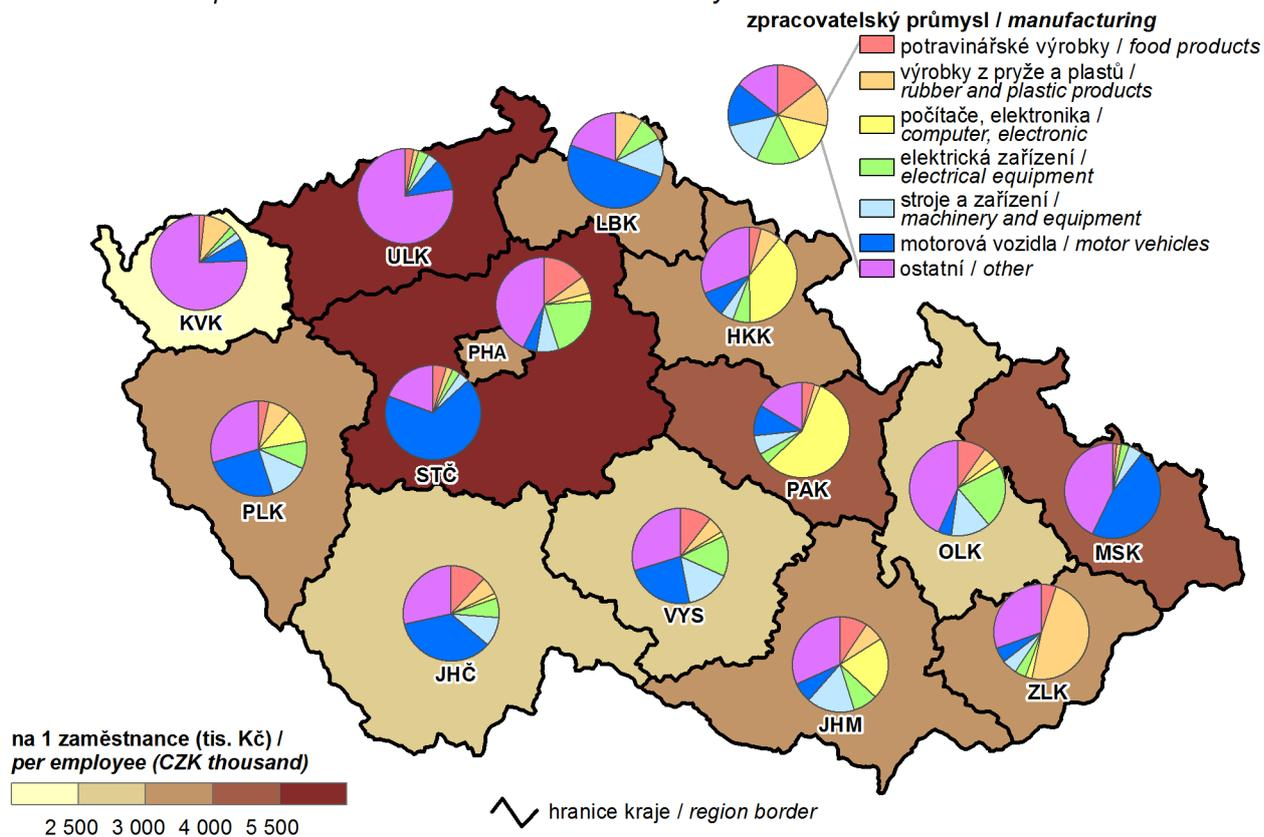 zpracovatelský průmysl / manufacturing
potravinářské výrobky / food products
výrobky z pryže a plastů /
rubber and plastic products
počítače, elektronika /
computer, electronic
elektrická zařízení /
electrical equipment
stroje a zařízení /
machinery and equipment
motorová vozidla / motor vehicles
ostatní / other
LBK
ULK
KVK
HKK
PHA
STČ
PAK
PLK
OLK
MSK
VYS
JHČ
ZLK
JHM
na 1 zaměstnance (tis. Kč) /
per employee (CZK thousand)
2 500 3 000 4 000 5 500
hranice kraje / region border